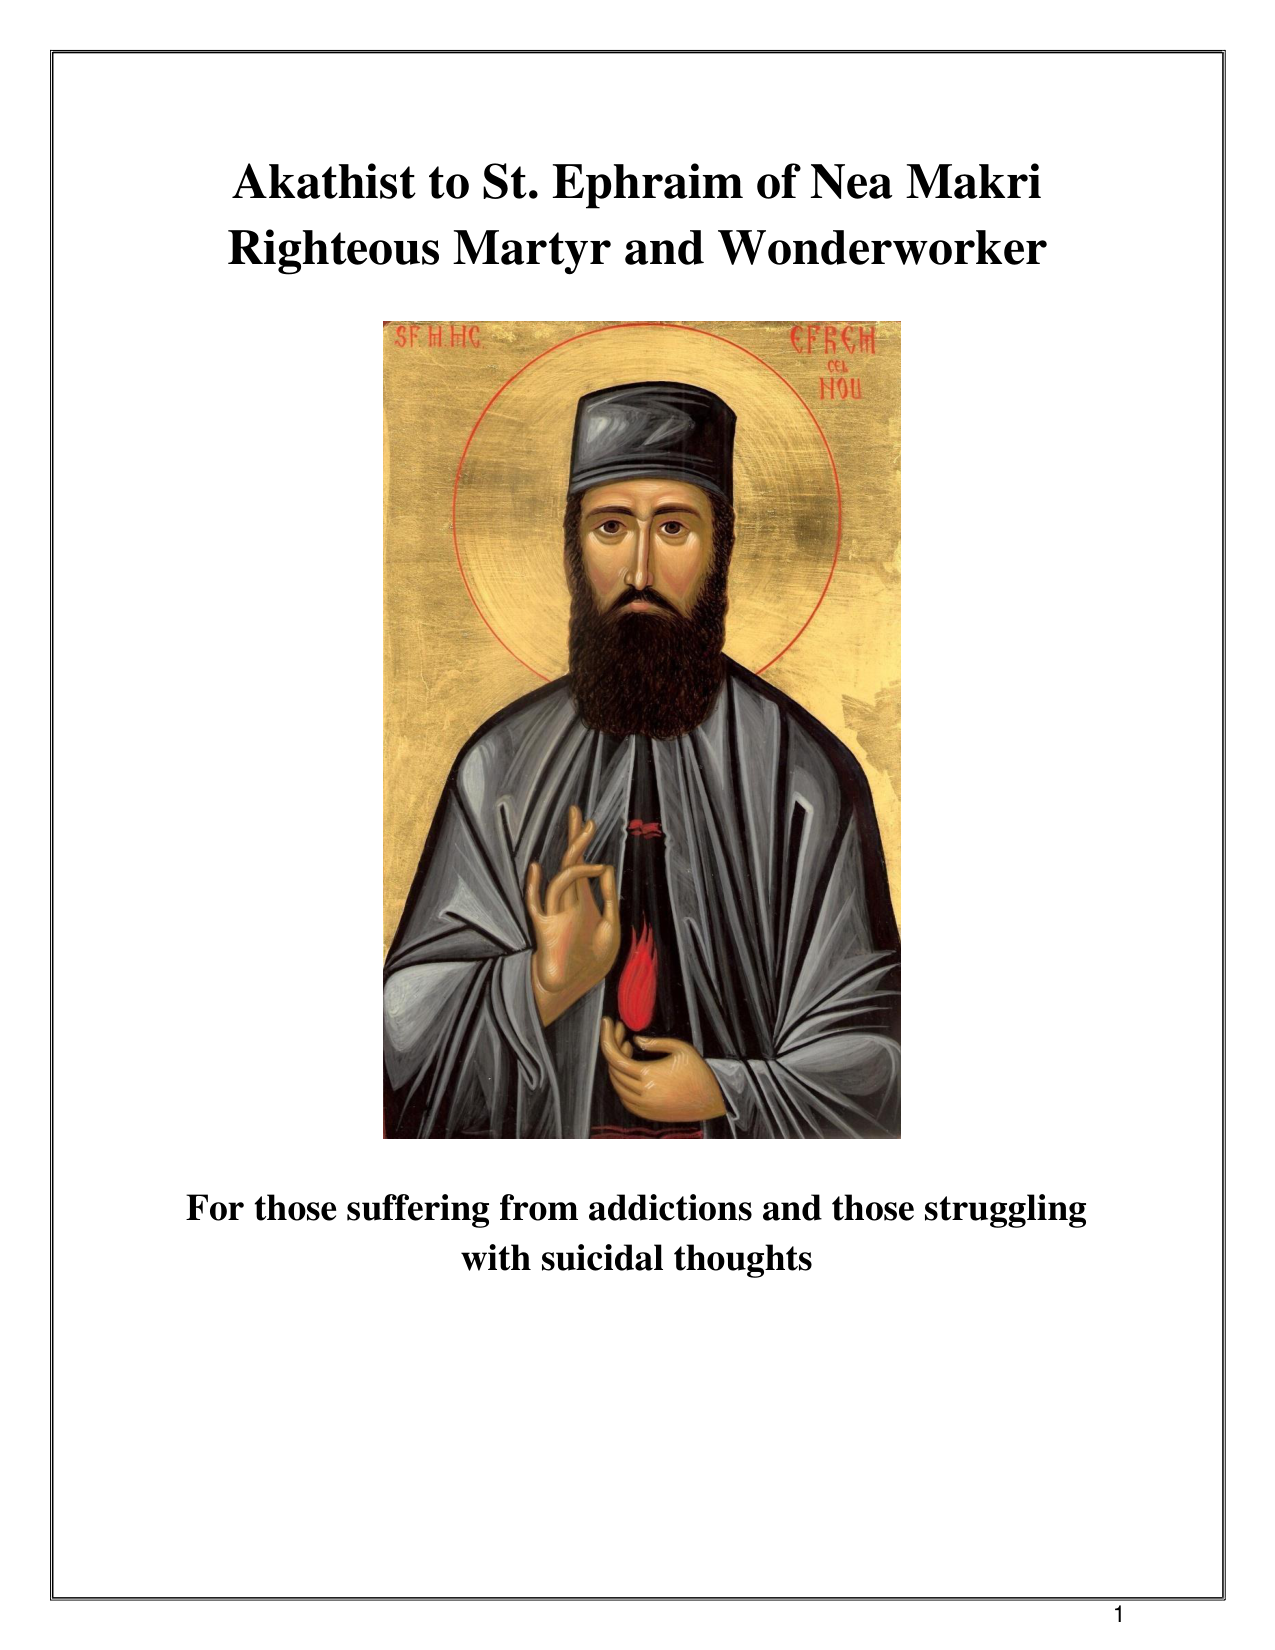 Akathist to St. Ephraim of Nea Makri
Righteous Martyr and Wonderworker
SF. M. MC.
EFREM
CEL
NOU
For those suffering from addictions and those struggling
with suicidal thoughts
1